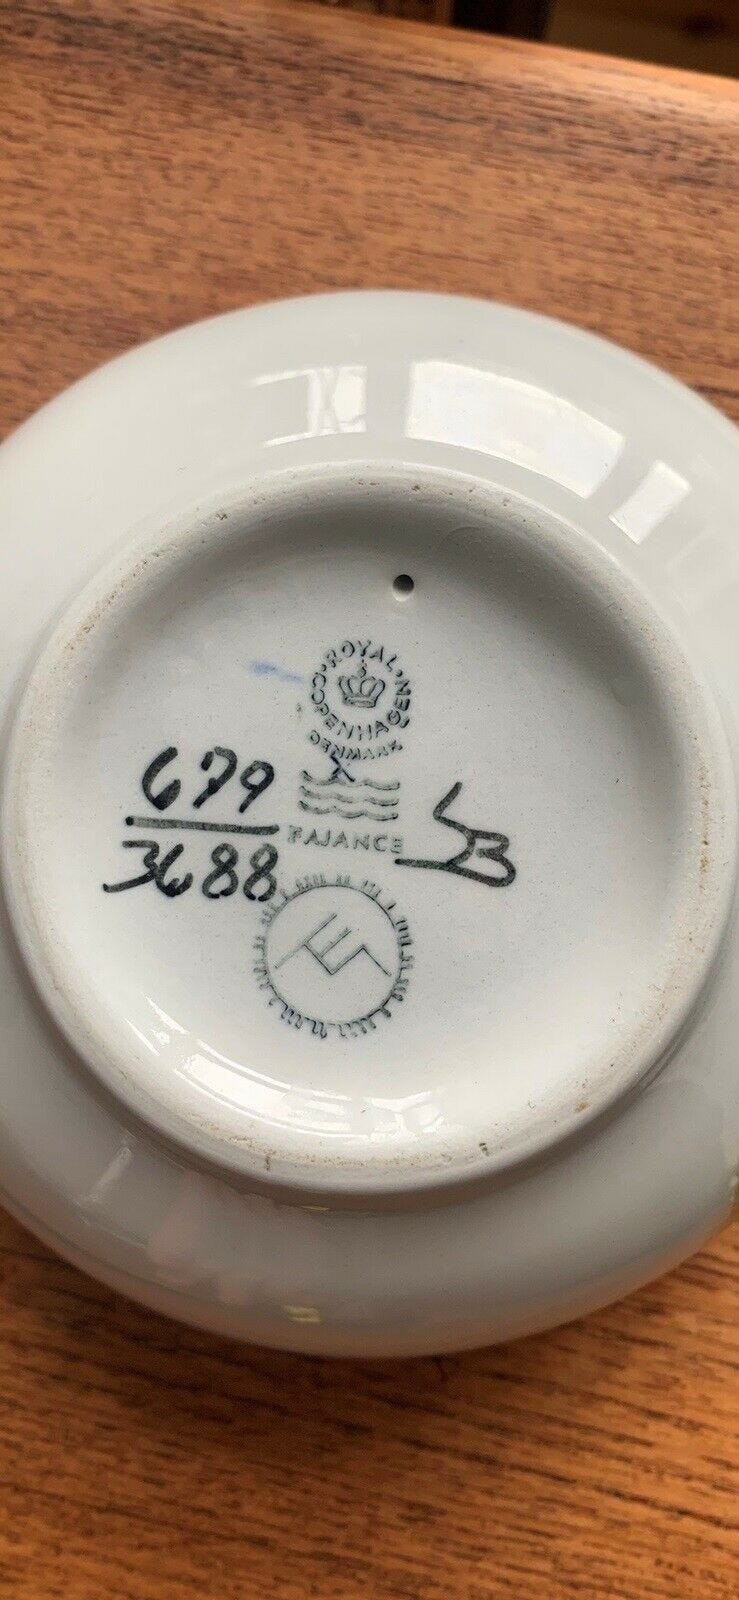 ROYAL COPENHAGEN
DENMARK
679
FAJANCE
3688